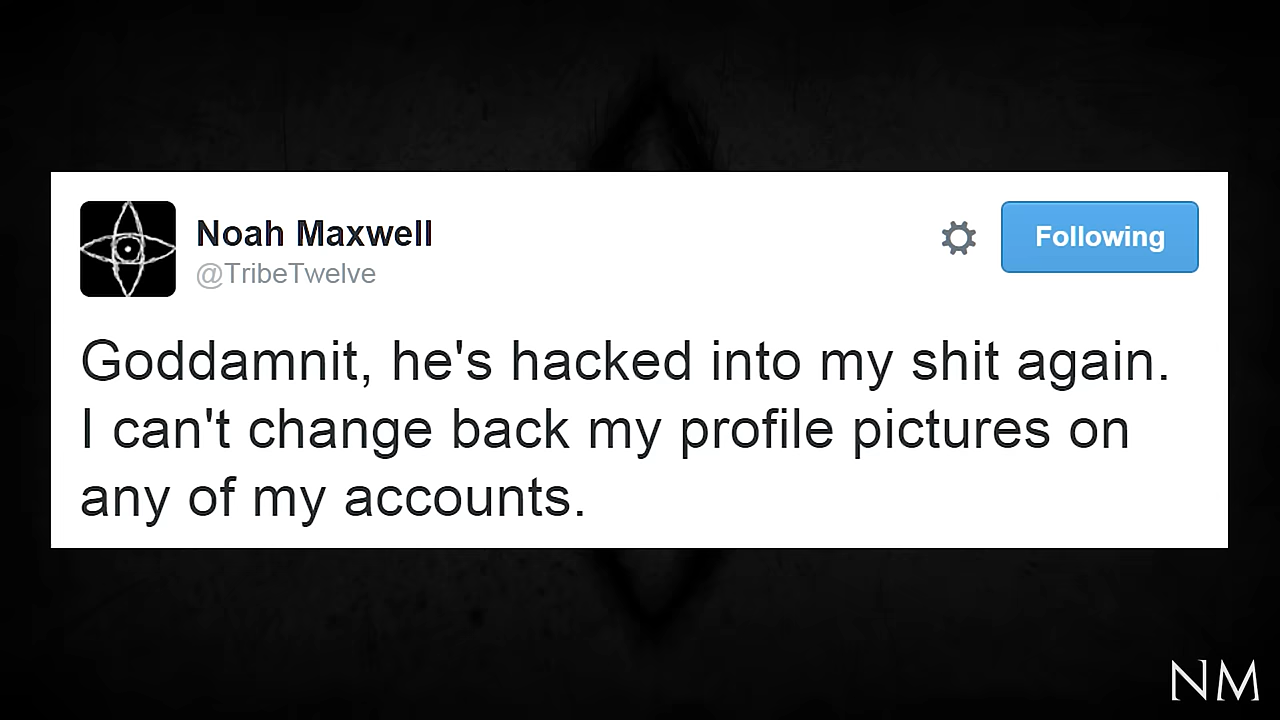 Noah Maxwell
@TribeTwelve
Following
Goddamnit, he's hacked into my shit again.
I can't change back my profile pictures on
any of my accounts.
NM